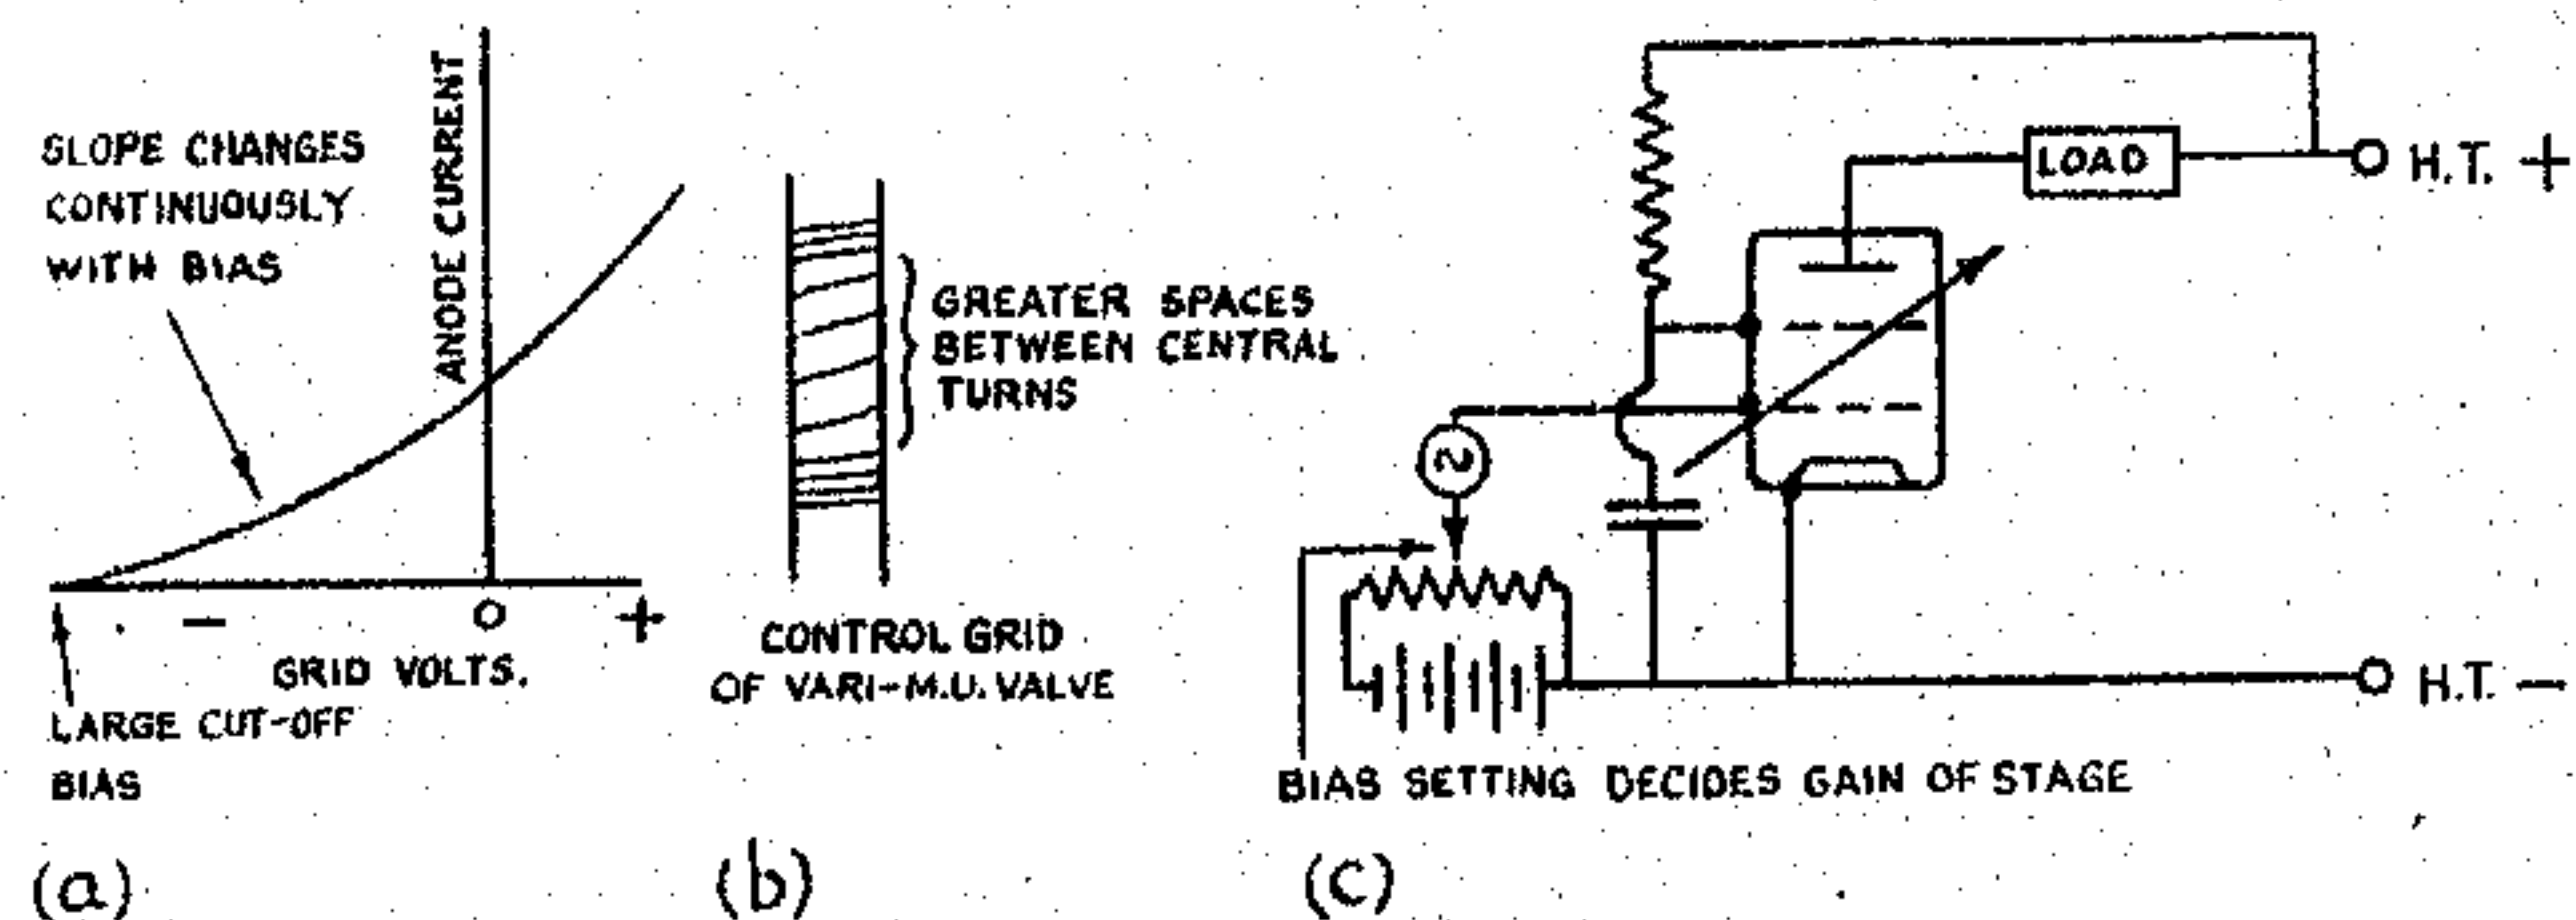 SLOPE CHANGES
CONTINUOUSLY
WITH BIAS
ANODE CURRENT
- O +
GRID VOLTS.
LARGE CUT-OFF
BIAS
(a)
GREATER SPACES
BETWEEN CENTRAL
TURNS
CONTROL GRID
OF VARI-M.U. VALVE
(b)
LOAD
H.T. +
H.T. -
BIAS SETTING DECIDES GAIN OF STAGE
(c)